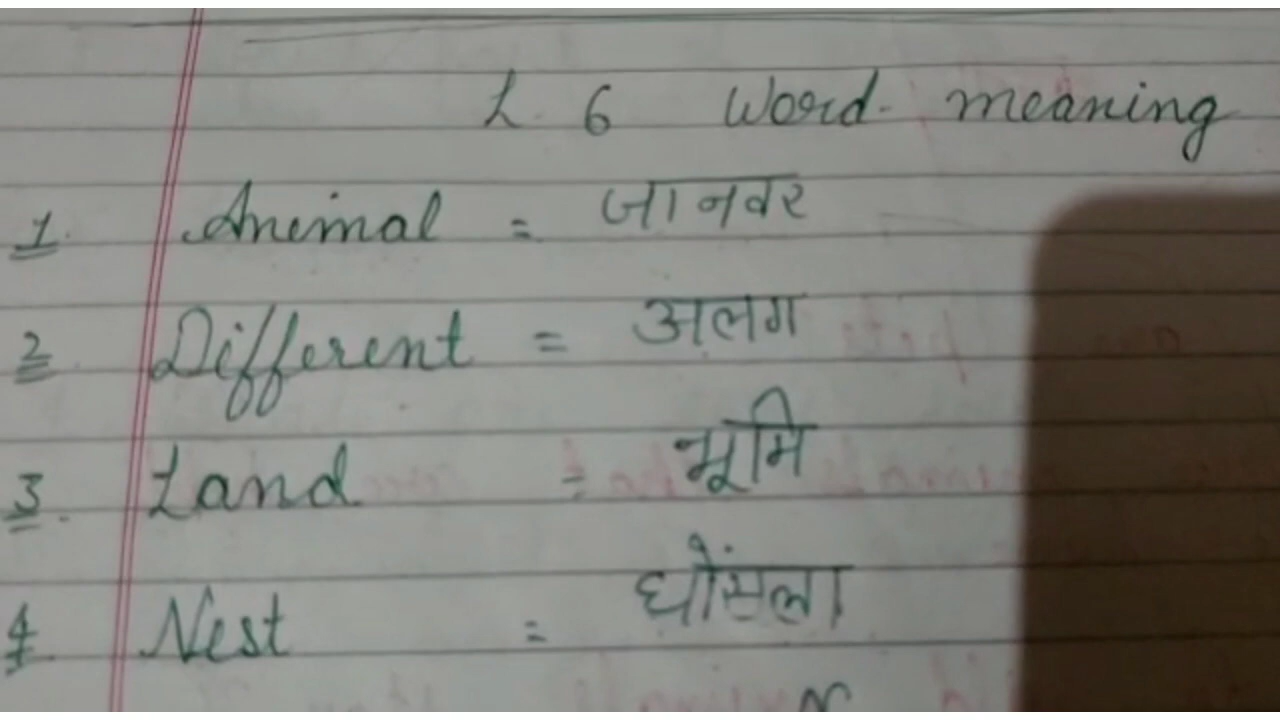 L. 6 Word meaning
1. Animal = जानवर
2. Different = अलग
3. Land = भूमि
4. Nest = घोंसला